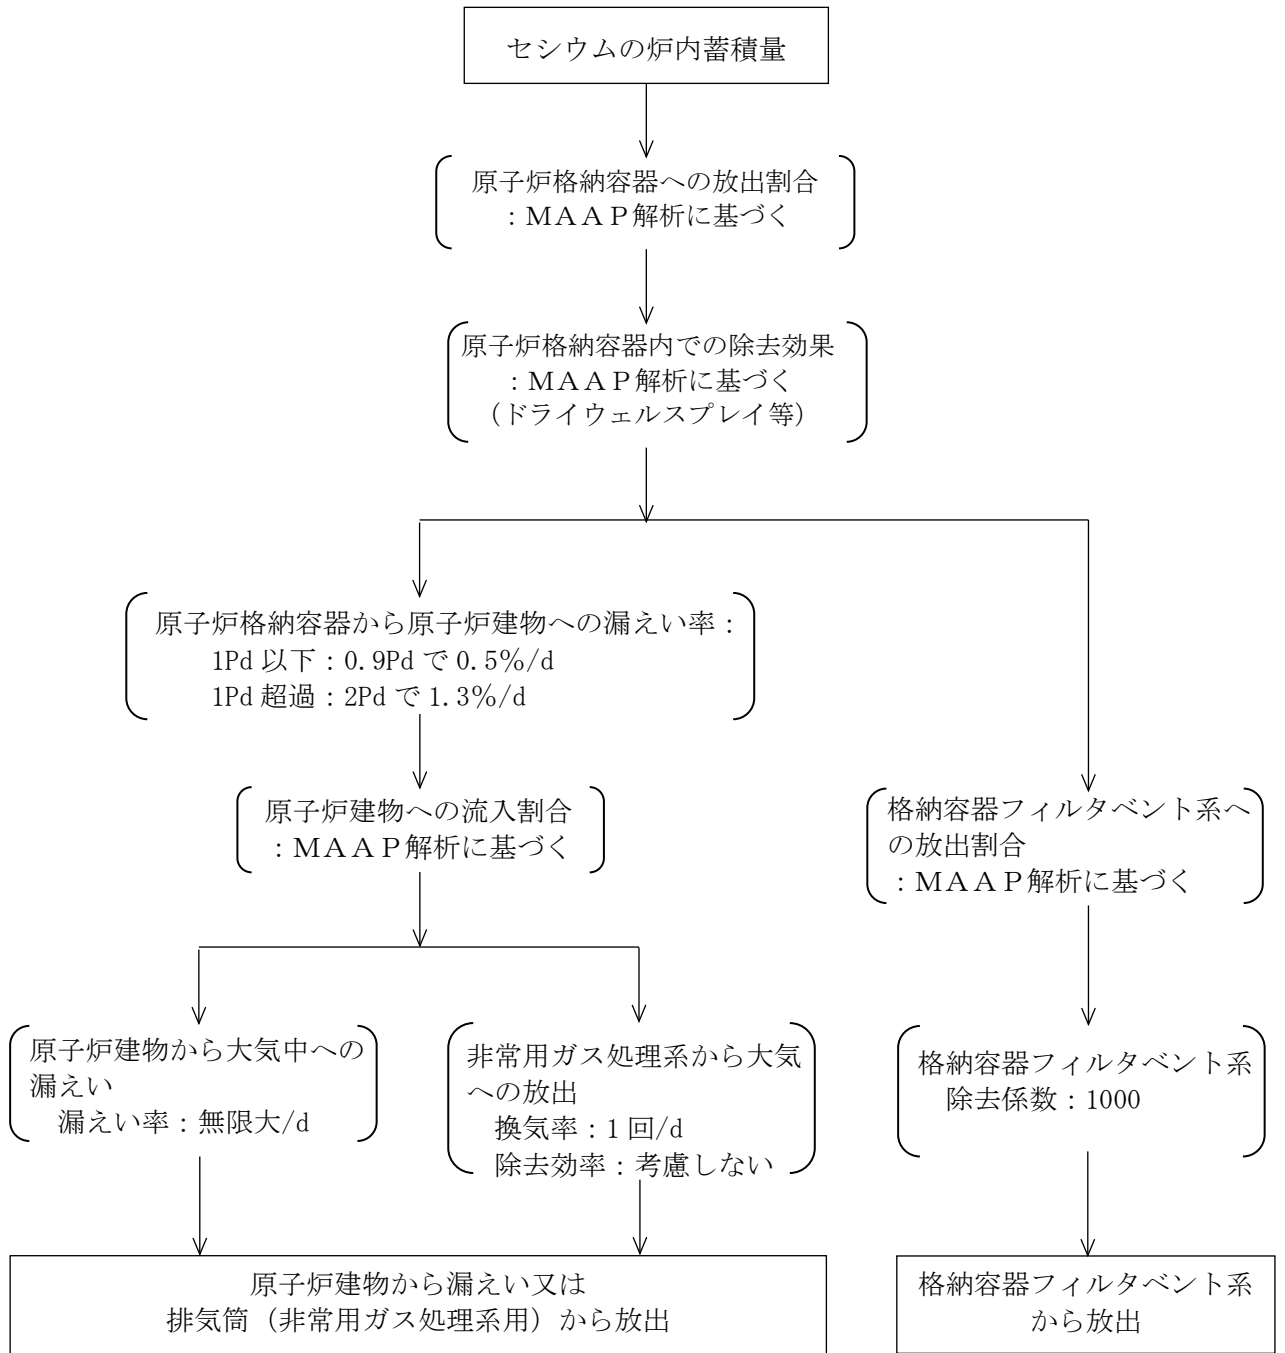 セシウムの炉内蓄積量
原子炉格納容器への放出割合
：ＭＡＡＰ解析に基づく
原子炉格納容器内での除去効果
：ＭＡＡＰ解析に基づく
（ドライウェルスプレイ等）
原子炉格納容器から原子炉建物への漏えい率：
1Pd 以下：0.9Pd で 0.5%/d
1Pd 超過：2Pd で 1.3%/d
原子炉建物への流入割合
：ＭＡＡＰ解析に基づく
格納容器フィルタベント系へ
の放出割合
：ＭＡＡＰ解析に基づく
原子炉建物から大気中への
漏えい
漏えい率：無限大/d
非常用ガス処理系から大気
への放出
換気率：1 回/d
除去効率：考慮しない
格納容器フィルタベント系
除去係数：1000
原子炉建物から漏えい又は
排気筒（非常用ガス処理系用）から放出
格納容器フィルタベント系
から放出